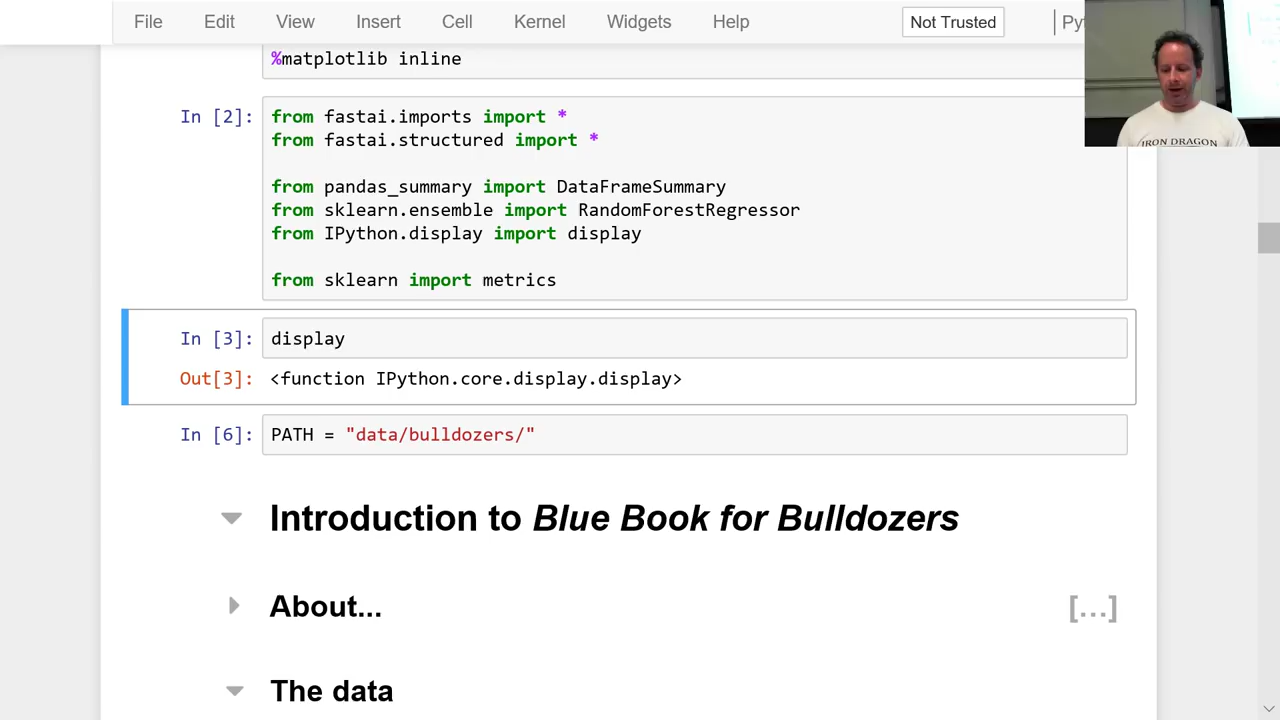 File Edit View Insert Cell Kernel Widgets Help Not Trusted Py
%matplotlib inline
In [2]: from fastai.imports import *
from fastai.structured import *
from pandas_summary import DataFrameSummary
from sklearn.ensemble import RandomForestRegressor
from IPython.display import display
from sklearn import metrics
In [3]: display
Out[3]: <function IPython.core.display.display>
In [6]: PATH = "data/bulldozers/"
Introduction to Blue Book for Bulldozers
About... [...]
The data
IRON DRAGON